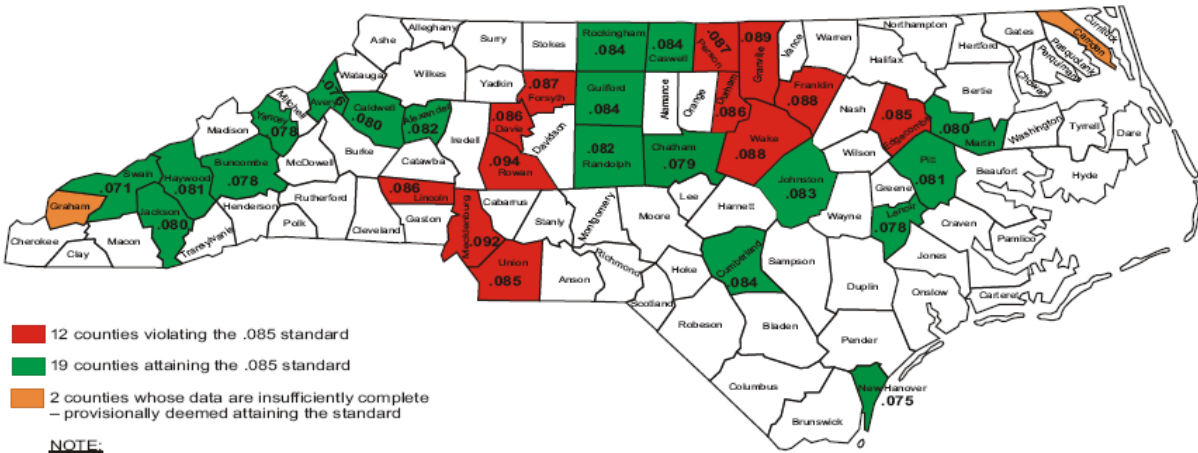 Ashe
Alleghany
Surry
Stokes
Rockingham
.084
.084
Caswell
.087
Person
.089
Granville
Vance
Warren
Northampton
Gates
Currituck
Camden
Pasquotank
Perquimans
Chowan
Hertford
Halifax
Bertie
Watauga
Wilkes
Yadkin
.087
Forsyth
Guilford
.084
Alamance
Orange
Durham
.086
Franklin
.088
Nash
.085
Edgecombe
.080
Martin
Washington
Tyrrell
Dare
Mitchell
.076
Avery
Caldwell
.080
Alexander
.082
Iredell
.086
Davie
Davidson
.082
Randolph
Chatham
.079
Wake
.088
Wilson
Pitt
.081
Beaufort
Hyde
Madison
Yancey
.078
Buncombe
.078
McDowell
Burke
Catawba
.094
Rowan
Johnston
.083
Greene
Lenoir
.078
Craven
Pamlico
Swain
.071
Haywood
.081
Jackson
.080
Henderson
Rutherford
Polk
Cleveland
.086
Lincoln
Gaston
Cabarrus
Stanly
Montgomery
Moore
Lee
Harnett
Wayne
Jones
Graham
Cherokee
Clay
Macon
Transylvania
Mecklenburg
.092
Union
.085
Anson
Richmond
Hoke
Scotland
Cumberland
.084
Sampson
Duplin
Onslow
Carteret
Robeson
Bladen
Pender
Columbus
New Hanover
.075
Brunswick
12 counties violating the .085 standard
19 counties attaining the .085 standard
2 counties whose data are insufficiently complete
– provisionally deemed attaining the standard
NOTE: